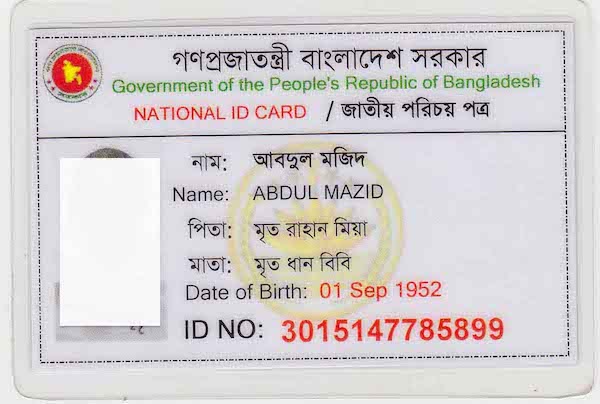 গণপ্রজাতন্ত্রী বাংলাদেশ সরকার
Government of the People's Republic of Bangladesh
NATIONAL ID CARD / জাতীয় পরিচয় পত্র
নাম: আবদুল মজিদ
Name: ABDUL MAZID
পিতা: মৃত রাহান মিয়া
মাতা: মৃত ধান বিবি
Date of Birth: 01 Sep 1952
ID NO: 3015147785899